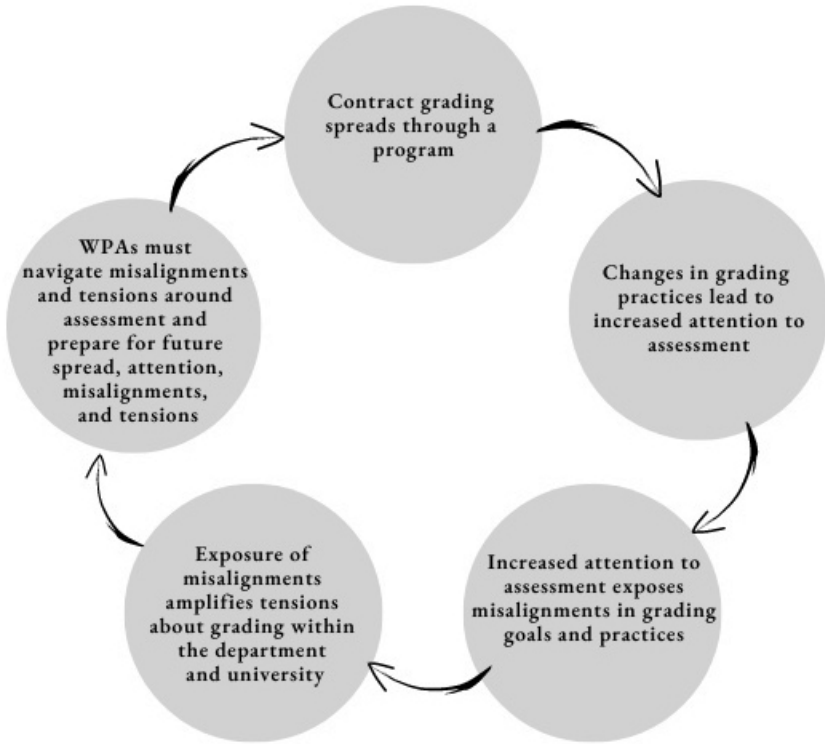 Contract grading
spreads through a
program
Changes in grading
practices lead to
increased attention to
assessment
Increased attention to
assessment exposes
misalignments in grading
goals and practices
Exposure of
misalignments
amplifies tensions
about grading within
the department
and university
WPAs must
navigate misalignments
and tensions around
assessment and
prepare for future
spread, attention,
misalignments,
and tensions